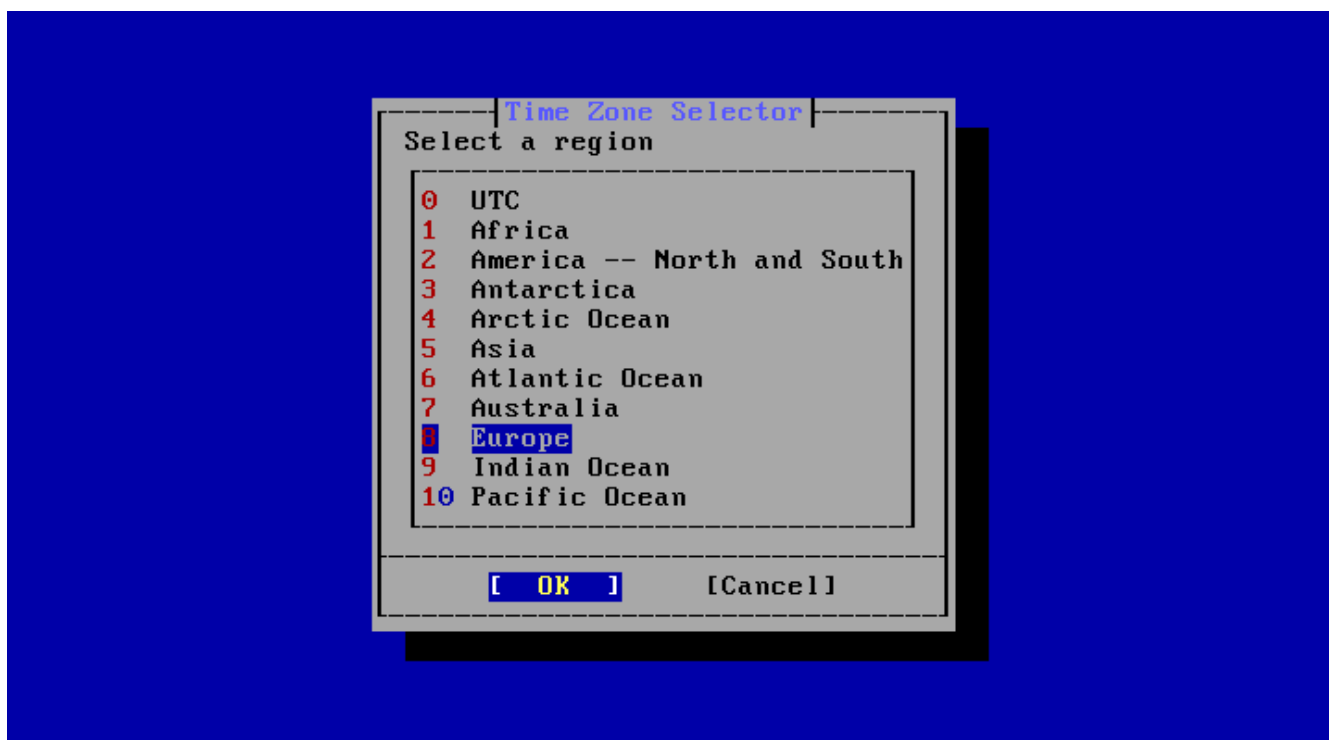 Time Zone Selector
Select a region
0 UTC
1 Africa
2 America -- North and South
3 Antarctica
4 Arctic Ocean
5 Asia
6 Atlantic Ocean
7 Australia
8 Europe
9 Indian Ocean
10 Pacific Ocean
[ OK ] [Cancel]